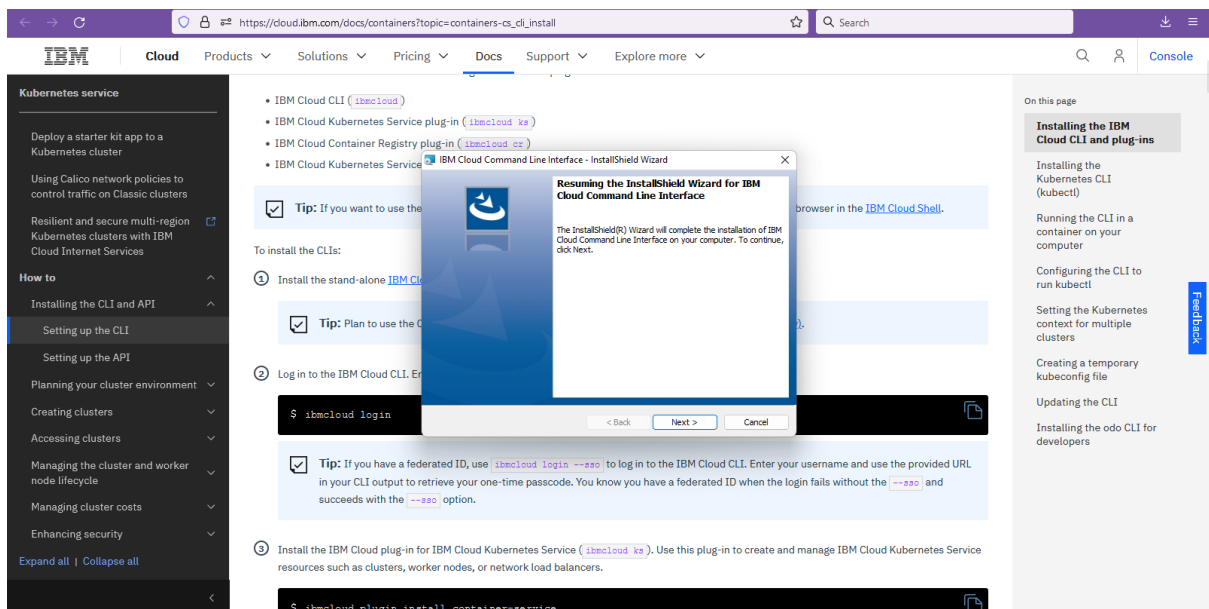 https://cloud.ibm.com/docs/containers?topic=containers-cs_cli_install
Search
IBM
Cloud
Products
Solutions
Pricing
Docs
Support
Explore more
Console
Kubernetes service
Deploy a starter kit app to a
Kubernetes cluster
Using Calico network policies to
control traffic on Classic clusters
Resilient and secure multi-region
Kubernetes clusters with IBM
Cloud Internet Services
How to
Installing the CLI and API
Setting up the CLI
Setting up the API
Planning your cluster environment
Creating clusters
Accessing clusters
Managing the cluster and worker
node lifecycle
Managing cluster costs
Enhancing security
Expand all | Collapse all
• IBM Cloud CLI (ibmcloud)
• IBM Cloud Kubernetes Service plug-in (ibmcloud ks)
• IBM Cloud Container Registry plug-in (ibmcloud cr)
• IBM Cloud Kubernetes Service
Tip: If you want to use the
browser in the IBM Cloud Shell.
To install the CLIs:
1 Install the stand-alone IBM Cl
Tip: Plan to use the
).
2 Log in to the IBM Cloud CLI.
$ ibmcloud login
Tip: If you have a federated ID, use ibmcloud login --sso to log in to the IBM Cloud CLI. Enter your username and use the provided URL
in your CLI output to retrieve your one-time passcode. You know you have a federated ID when the login fails without the --sso and
succeeds with the --sso option.
3 Install the IBM Cloud plug-in for IBM Cloud Kubernetes Service (ibmcloud ks). Use this plug-in to create and manage IBM Cloud Kubernetes Service
resources such as clusters, worker nodes, or network load balancers.
$ ibmcloud plugin install container-service
IBM Cloud Command Line Interface - InstallShield Wizard
Resuming the InstallShield Wizard for IBM
Cloud Command Line Interface
The InstallShield(R) Wizard will complete the installation of IBM
Cloud Command Line Interface on your computer. To continue,
click Next.
< Back
Next >
Cancel
On this page
Installing the IBM
Cloud CLI and plug-ins
Installing the
Kubernetes CLI
(kubectl)
Running the CLI in a
container on your
computer
Configuring the CLI to
run kubectl
Setting the Kubernetes
context for multiple
clusters
Creating a temporary
kubeconfig file
Updating the CLI
Installing the odo CLI for
developers
Feedback